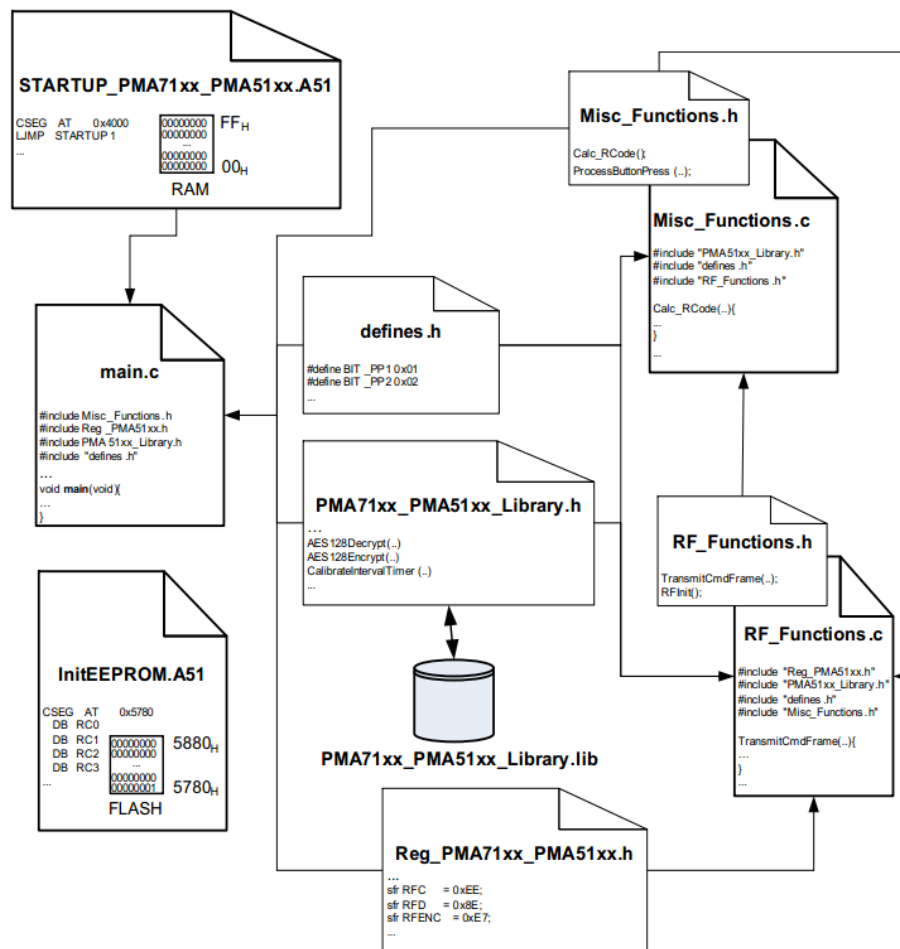 STARTUP_PMA71xx_PMA51xx.A51
CSEG AT 0x4000
LJMP STARTUP 1
...
00000000
00000000
...
00000000
00000000
FFH
00H
RAM
Misc_Functions.h
Calc_RCode();
ProcessButtonPress (..);
Misc_Functions.c
#include "PMA51xx_Library.h"
#include "defines .h"
#include "RF_Functions .h"
Calc_RCode(..){
...
}
...
defines.h
#define BIT _PP1 0x01
#define BIT _PP2 0x02
...
main.c
#include Misc _Functions.h
#include Reg _PMA51xx.h
#include PMA 51xx_Library.h
#include "defines .h"
...
void main(void){
...
}
PMA71xx_PMA51xx_Library.h
...
AES128Decrypt(..)
AES128Encrypt(..)
CalibrateIntervalTimer (..)
...
RF_Functions.h
TransmitCmdFrame(..);
RFInit();
RF_Functions.c
#include "Reg_PMA51xx.h"
#include "PMA51xx_Library.h"
#include "defines .h"
#include "Misc_Functions.h"
TransmitCmdFrame(..){
...
}
...
InitEEPROM.A51
CSEG AT 0x5780
DB RC0
DB RC1
DB RC2
DB RC3
...
00000000
00000000
...
00000000
00000001
5880H
5780H
FLASH
PMA71xx_PMA51xx_Library.lib
Reg_PMA71xx_PMA51xx.h
...
sfr RFC = 0xEE;
sfr RFD = 0x8E;
sfr RFENC = 0xE7;
...